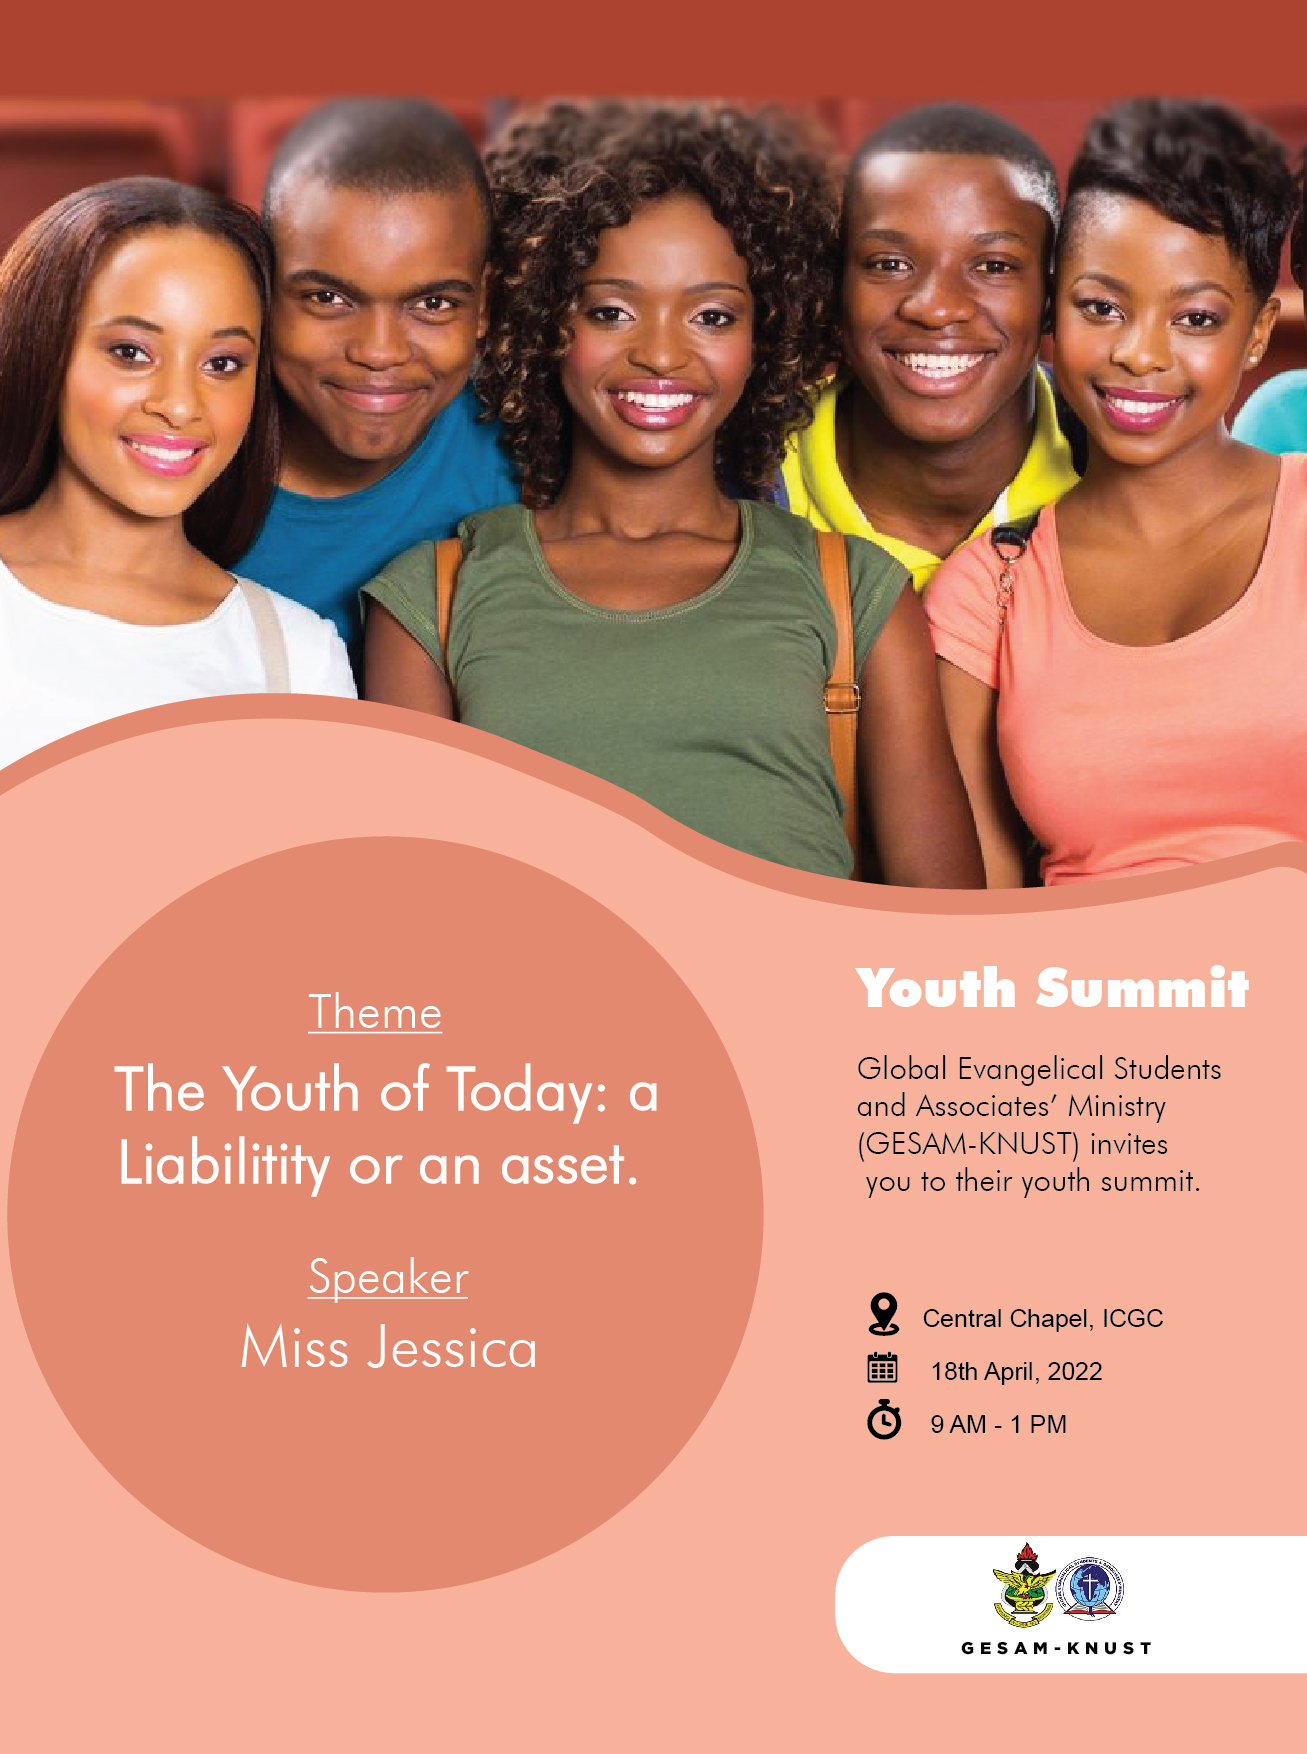 Theme
The Youth of Today: a
Liabilitity or an asset.
Speaker
Miss Jessica
Youth Summit
Global Evangelical Students
and Associates’ Ministry
(GESAM-KNUST) invites
you to their youth summit.
Central Chapel, ICGC
18th April, 2022
9 AM - 1 PM
GESAM-KNUST